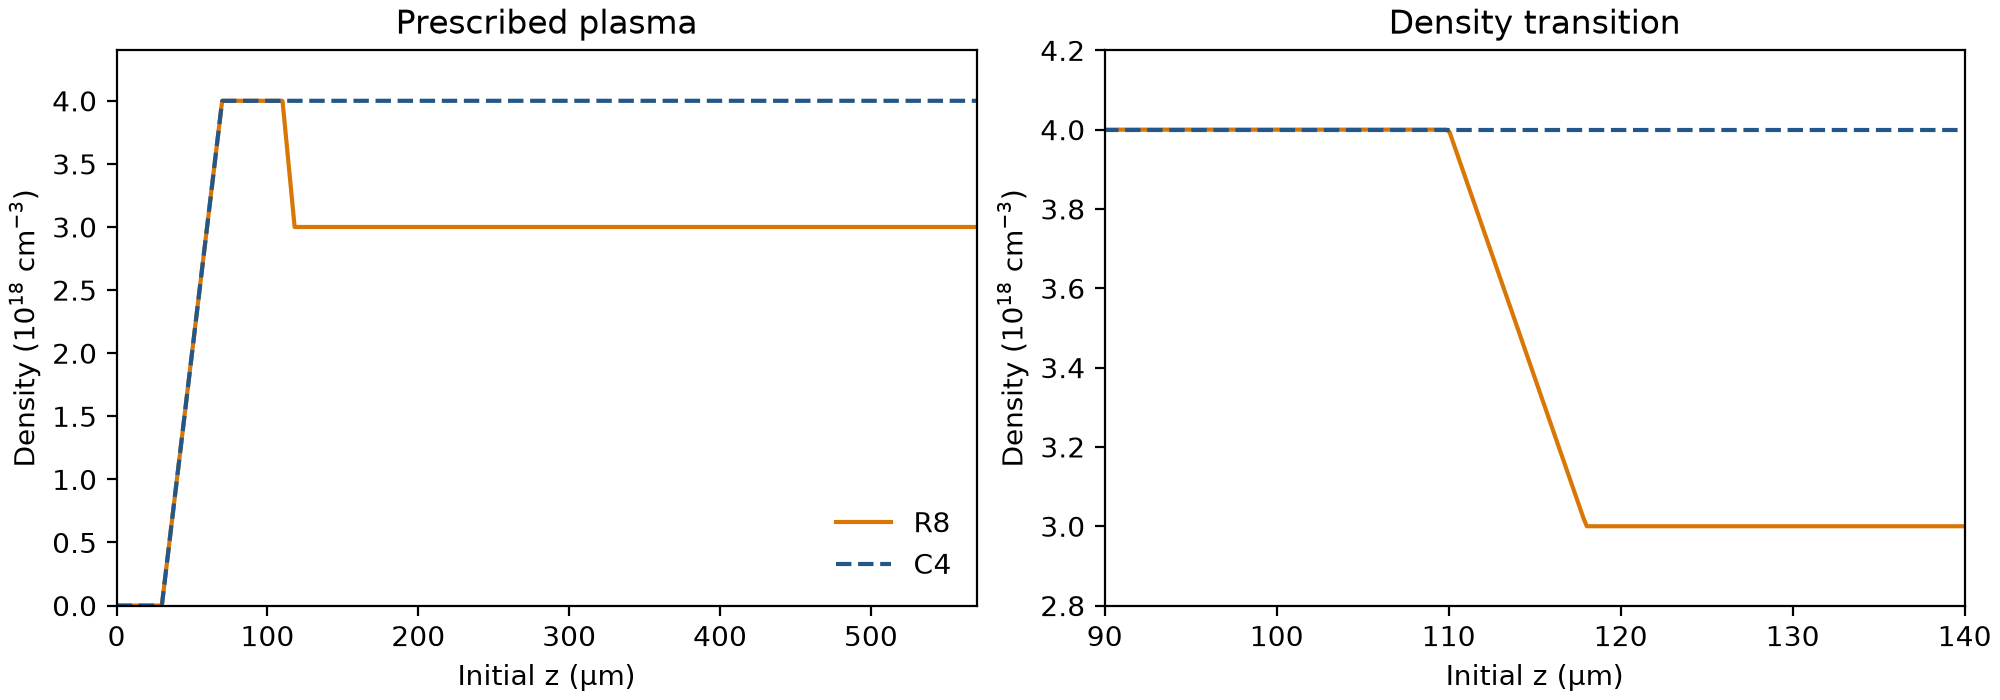 Prescribed plasma
Density (10¹⁸ cm⁻³)
4.0
3.5
3.0
2.5
2.0
1.5
1.0
0.5
0.0
R8
C4
0 100 200 300 400 500
Initial z (µm)
Density transition
Density (10¹⁸ cm⁻³)
4.2
4.0
3.8
3.6
3.4
3.2
3.0
2.8
90 100 110 120 130 140
Initial z (µm)